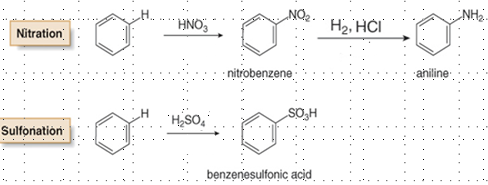 Nitration
H
HNO₃
NO₂
H₂, HCl
NH₂
nitrobenzene
aniline
Sulfonation
H
H₂SO₄
SO₃H
benzenesulfonic acid